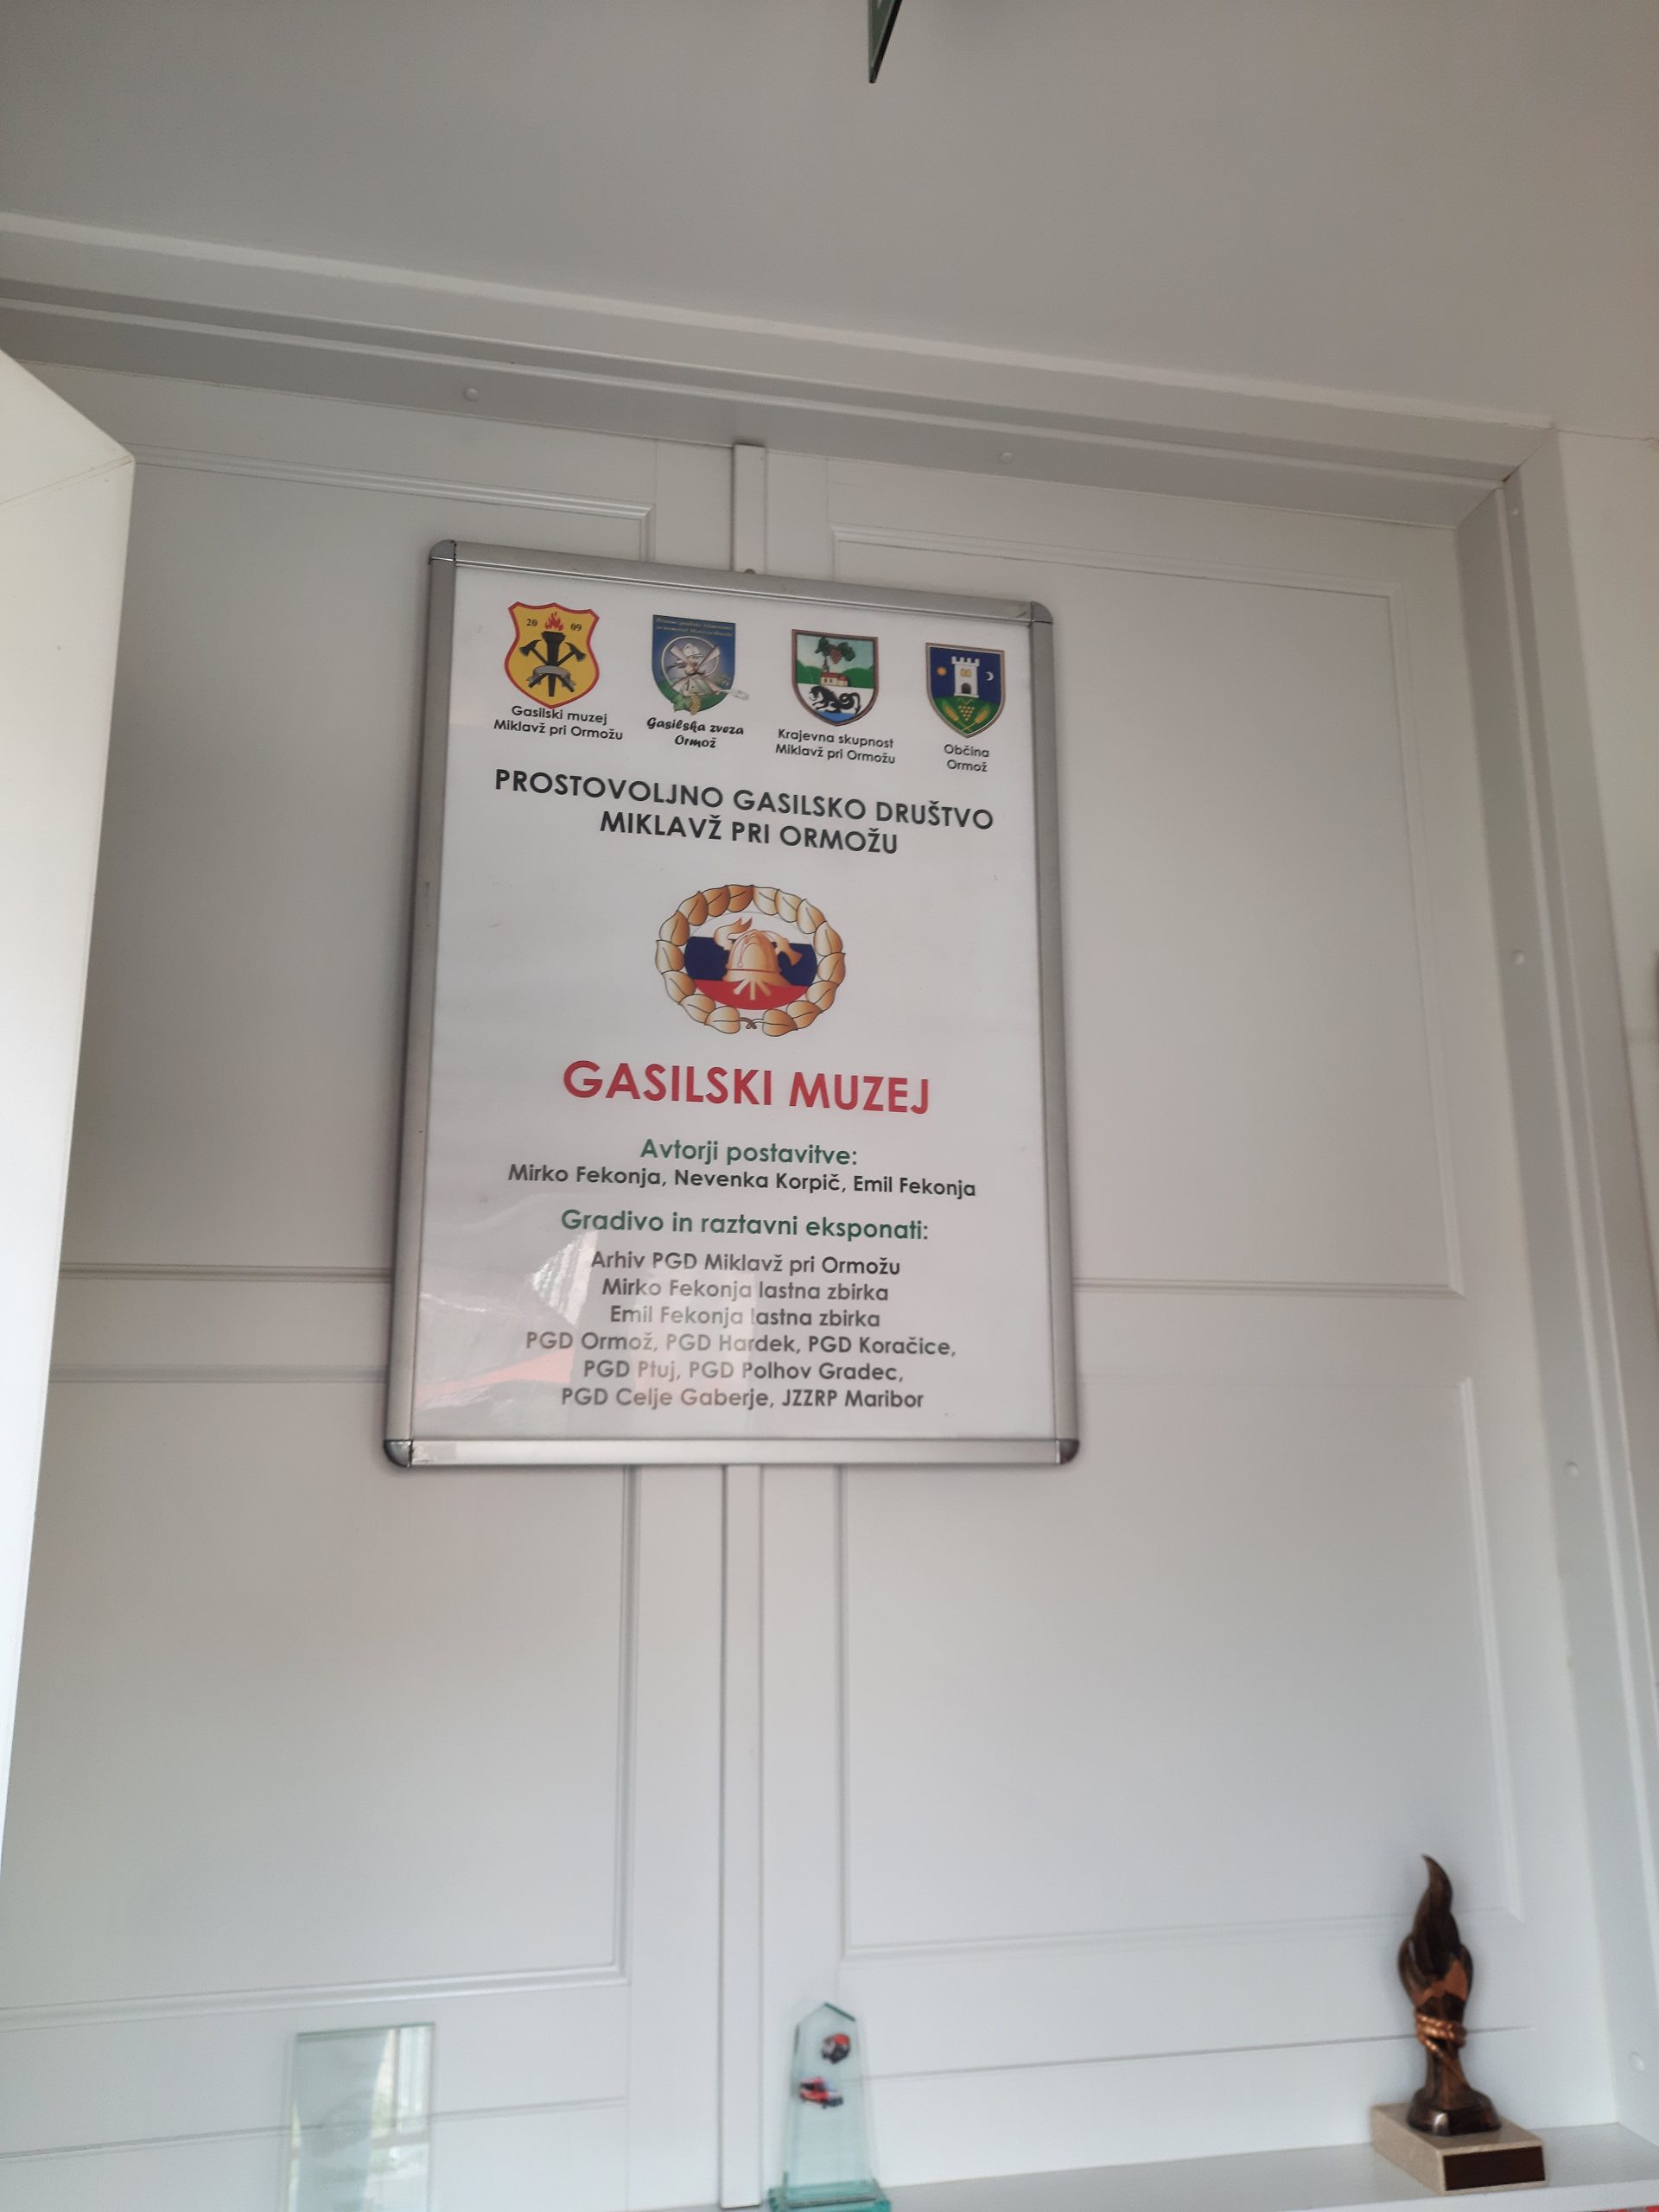 20 09
Gasilski muzej
Miklavž pri Ormožu
Gasilska zveza
Ormož
Krajevna skupnost
Miklavž pri Ormožu
Občina
Ormož
PROSTOVOLJNO GASILSKO DRUŠTVO
MIKLAVŽ PRI ORMOŽU
GASILSKI MUZEJ
Avtorji postavitve:
Mirko Fekonja, Nevenka Korpič, Emil Fekonja
Gradivo in raztavni eksponati:
Arhiv PGD Miklavž pri Ormožu
Mirko Fekonja lastna zbirka
Emil Fekonja lastna zbirka
PGD Ormož, PGD Hardek, PGD Koračice,
PGD Ptuj, PGD Polhov Gradec,
PGD Celje Gaberje, JZZRP Maribor